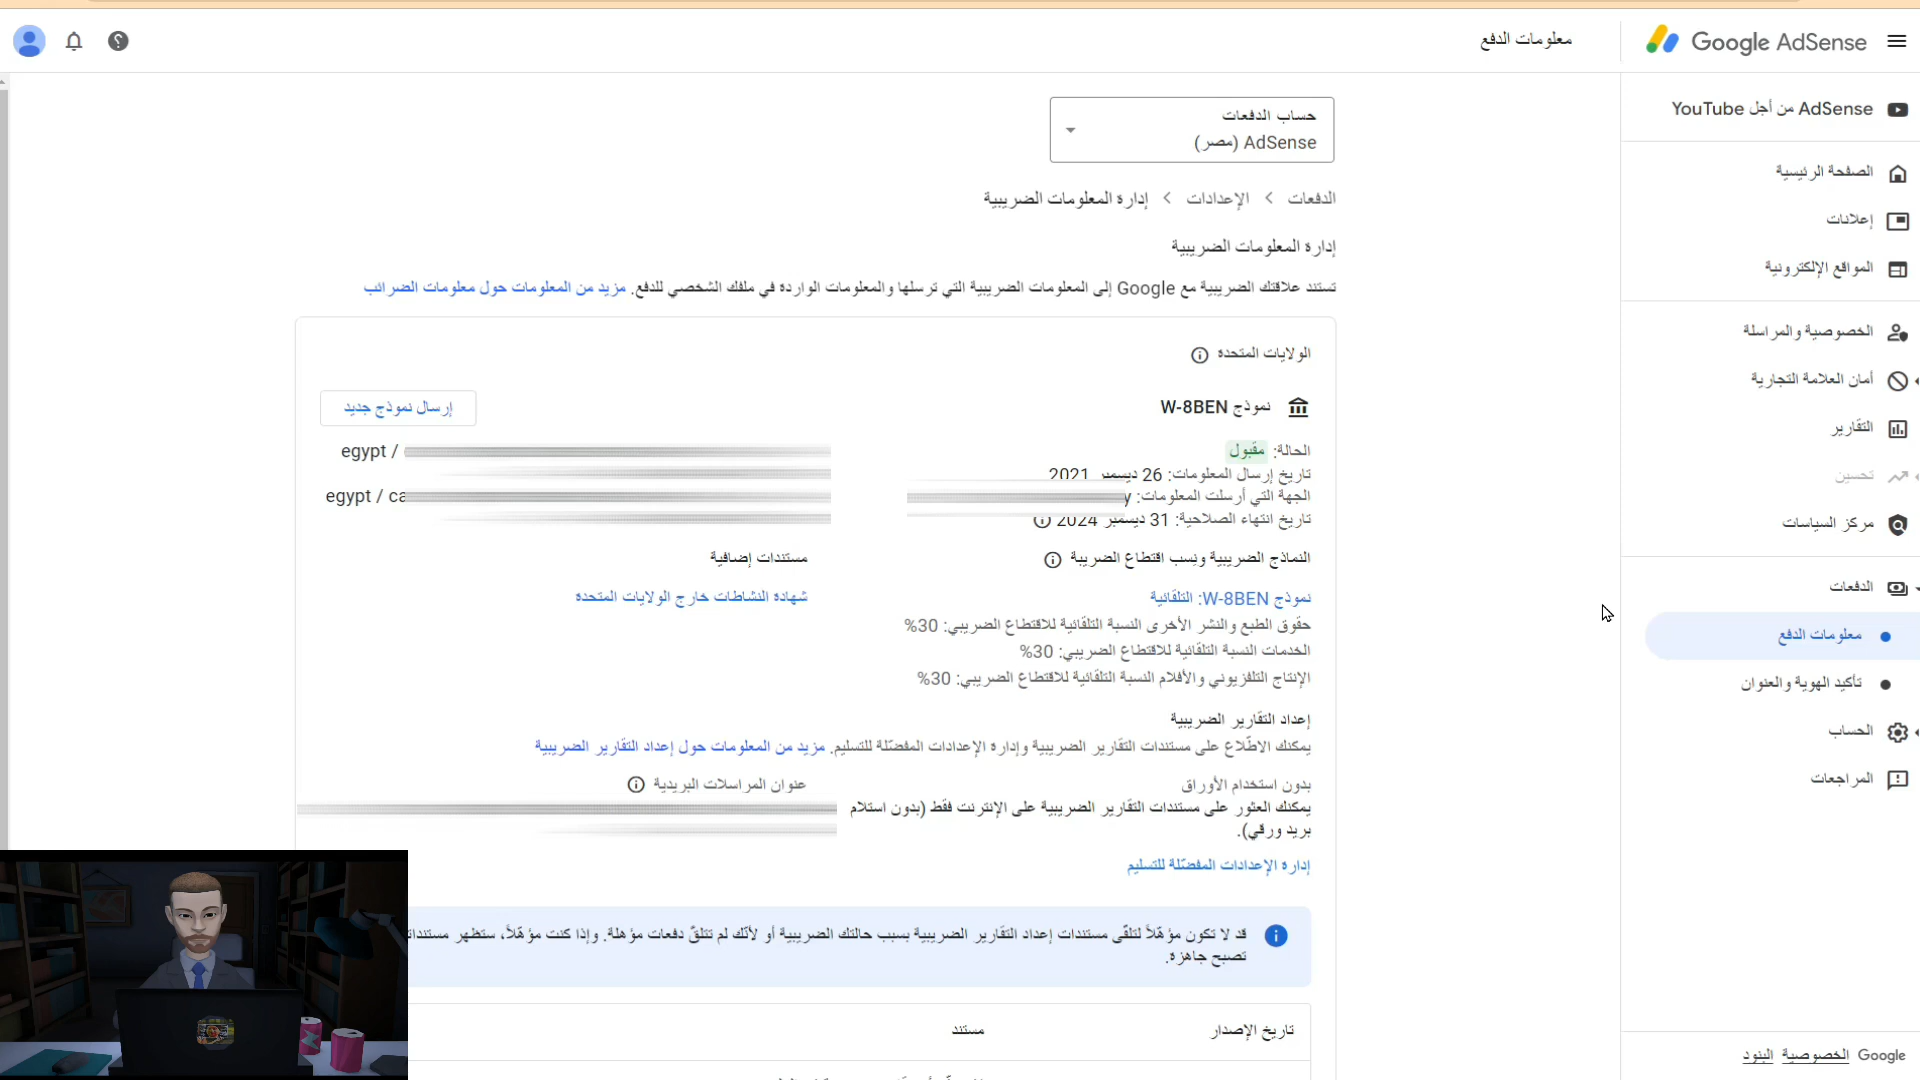 معلومات الدفع
Google AdSense
AdSense من أجل YouTube
الصفحة الرئيسية
إعلانات
المواقع الإلكترونية
الخصوصية والمراسلة
أمان العلامة التجارية
التقارير
تحسين
مركز السياسات
الدفعات
معلومات الدفع
تأكيد الهوية والعنوان
الحساب
المراجعات
Google الخصوصية البنود
حساب الدفعات
AdSense (مصر)
الدفعات > الإعدادات > إدارة المعلومات الضريبية
إدارة المعلومات الضريبية
تستند علاقتك الضريبية مع Google إلى المعلومات الضريبية التي ترسلها والمعلومات الواردة في ملفك الشخصي للدفع. مزيد من المعلومات حول معلومات الضرائب
الولايات المتحدة
نموذج W-8BEN
إرسال نموذج جديد
الحالة: مقبول
تاريخ إرسال المعلومات: 26 ديسمبر 2021
الجهة التي أرسلت المعلومات: y
تاريخ انتهاء الصلاحية: 31 ديسمبر 2024
egypt /
egypt / ca
النماذج الضريبية ونسب اقتطاع الضريبة
نموذج W-8BEN: التلقائية
حقوق الطبع والنشر الأخرى النسبة التلقائية للاقتطاع الضريبي: 30%
الخدمات النسبة التلقائية للاقتطاع الضريبي: 30%
الإنتاج التلفزيوني والأفلام النسبة التلقائية للاقتطاع الضريبي: 30%
مستندات إضافية
شهادة النشاطات خارج الولايات المتحدة
إعداد التقارير الضريبية
يمكنك الاطّلاع على مستندات التقارير الضريبية وإدارة الإعدادات المفضّلة للتسليم. مزيد من المعلومات حول إعداد التقارير الضريبية
بدون استخدام الأوراق
يمكنك العثور على مستندات التقارير الضريبية على الإنترنت فقط (بدون استلام
بريد ورقي).
عنوان المراسلات البريدية
إدارة الإعدادات المفضّلة للتسليم
قد لا تكون مؤهّلاً لتلقّي مستندات إعداد التقارير الضريبية بسبب حالتك الضريبية أو لأنّك لم تتلقّ دفعات مؤهلة. وإذا كنت مؤهّلاً، ستظهر مستندات
تصبح جاهزة.
تاريخ الإصدار
مستند